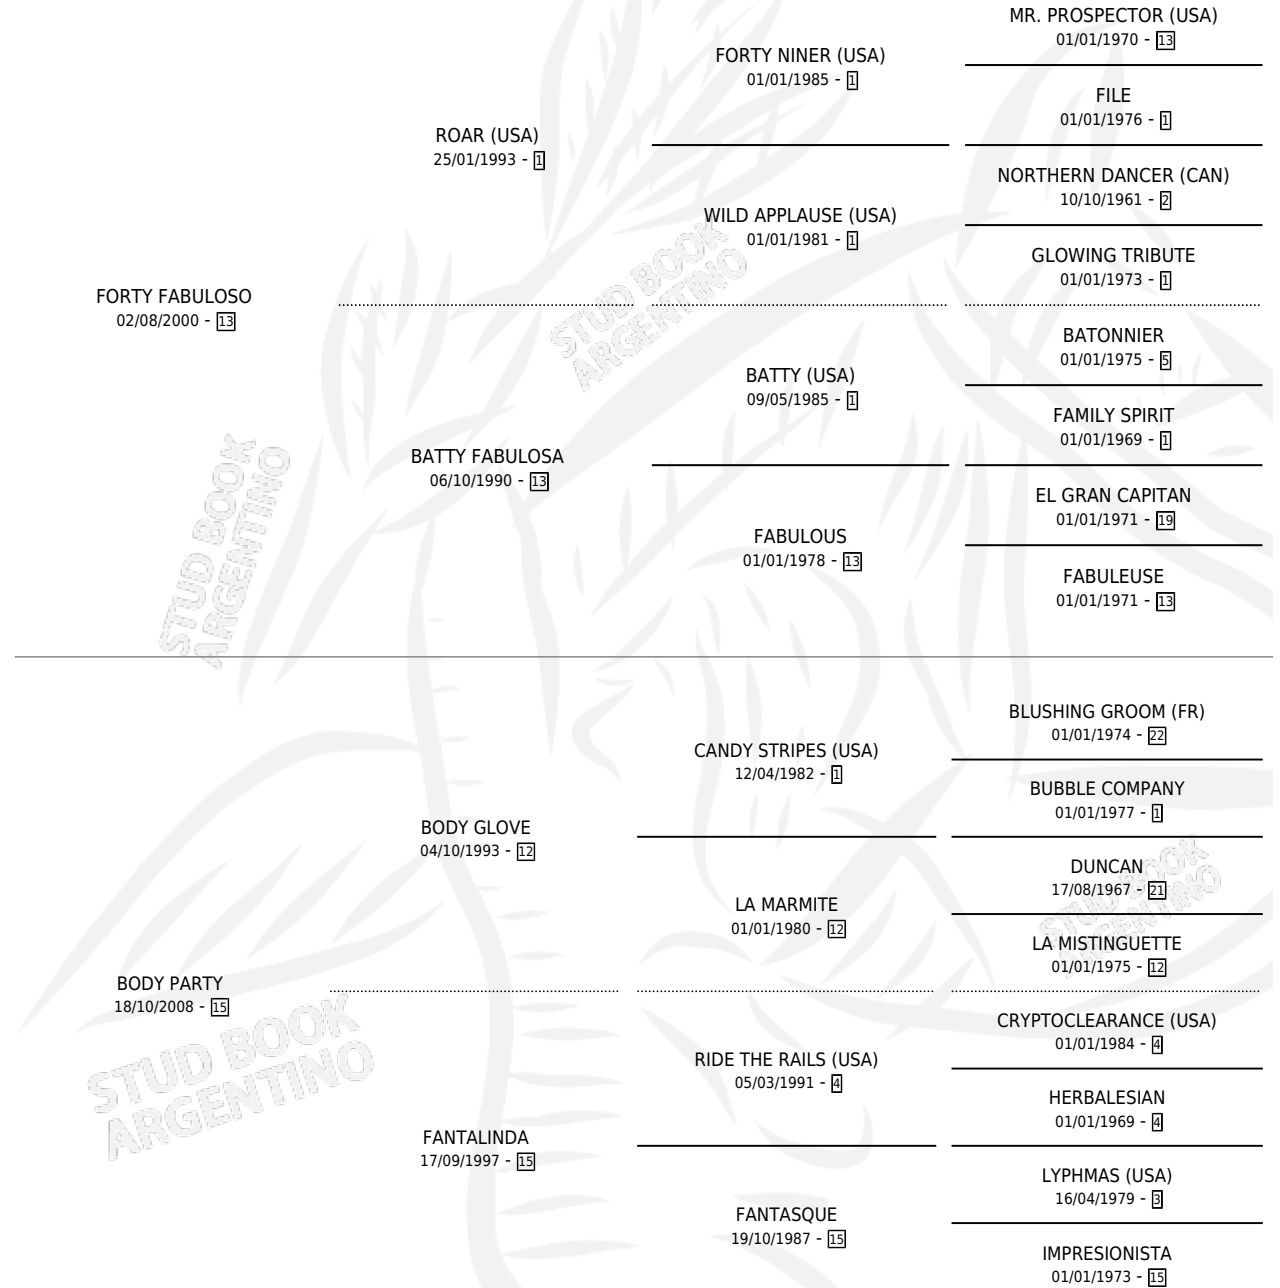 MR. PROSPECTOR (USA)
01/01/1970 - 13
FORTY NINER (USA)
01/01/1985 - 1
FILE
01/01/1976 - 1
ROAR (USA)
25/01/1993 - 1
NORTHERN DANCER (CAN)
10/10/1961 - 2
WILD APPLAUSE (USA)
01/01/1981 - 1
GLOWING TRIBUTE
01/01/1973 - 1
FORTY FABULOSO
02/08/2000 - 13
BATONNIER
01/01/1975 - 5
BATTY (USA)
09/05/1985 - 1
FAMILY SPIRIT
01/01/1969 - 1
BATTY FABULOSA
06/10/1990 - 13
EL GRAN CAPITAN
01/01/1971 - 19
FABULOUS
01/01/1978 - 13
FABULEUSE
01/01/1971 - 13
STUD BOOK
ARGENTINO
STUD BOOK
ARGENTINO
BLUSHING GROOM (FR)
01/01/1974 - 22
CANDY STRIPES (USA)
12/04/1982 - 1
BUBBLE COMPANY
01/01/1977 - 1
BODY GLOVE
04/10/1993 - 12
DUNCAN
17/08/1967 - 21
LA MARMITE
01/01/1980 - 12
LA MISTINGUETTE
01/01/1975 - 12
BODY PARTY
18/10/2008 - 15
CRYPTOCLEARANCE (USA)
01/01/1984 - 4
RIDE THE RAILS (USA)
05/03/1991 - 4
HERBALESIAN
01/01/1969 - 4
FANTALINDA
17/09/1997 - 15
LYPHMAS (USA)
16/04/1979 - 3
FANTASQUE
19/10/1987 - 15
IMPRESIONISTA
01/01/1973 - 15
STUD BOOK
ARGENTINO
STUD BOOK
ARGENTINO